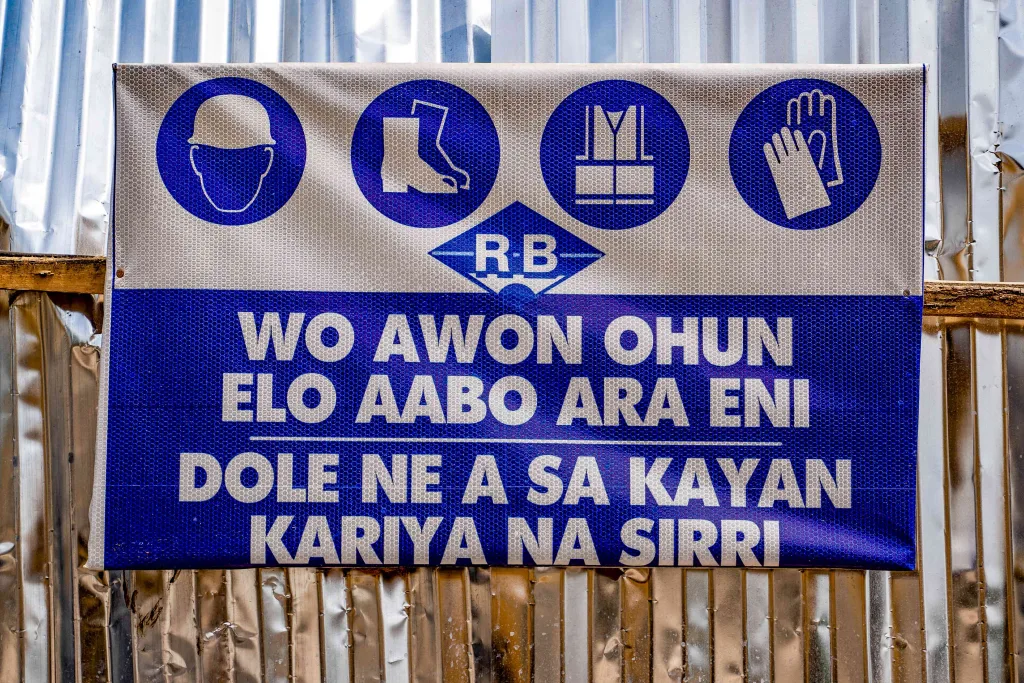 R·B
WO AWON OHUN
ELO AABO ARA ENI
DOLE NE A SA KAYAN
KARIYA NA SIRRI